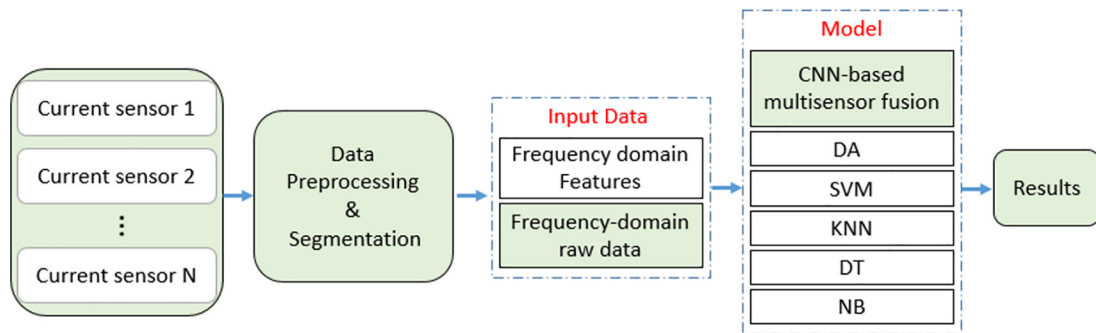 Current sensor 1
Current sensor 2
⋮
Current sensor N
Data
Preprocessing
&
Segmentation
Input Data
Frequency domain
Features
Frequency-domain
raw data
Model
CNN-based
multisensor fusion
DA
SVM
KNN
DT
NB
Results